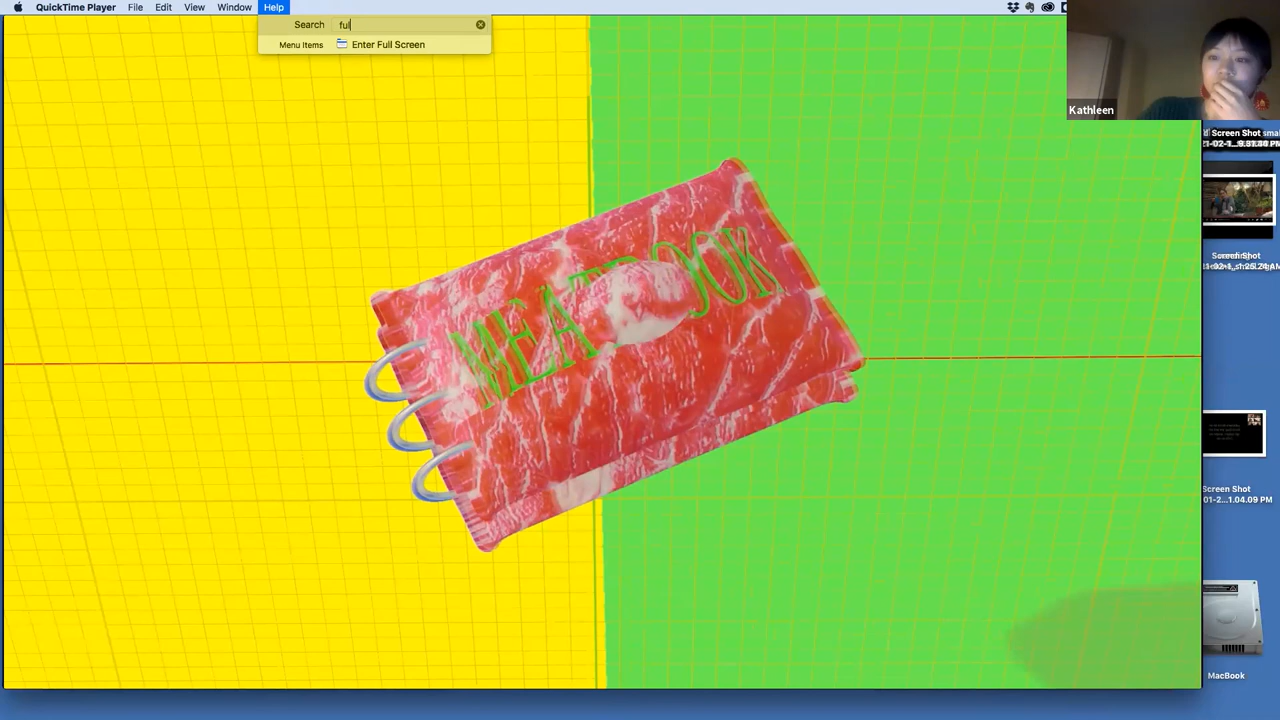 QuickTime Player File Edit View Window Help
Search ful
Menu Items Enter Full Screen
Kathleen
MEATBOOK
Screen Shot
Screen Shot
MacBook